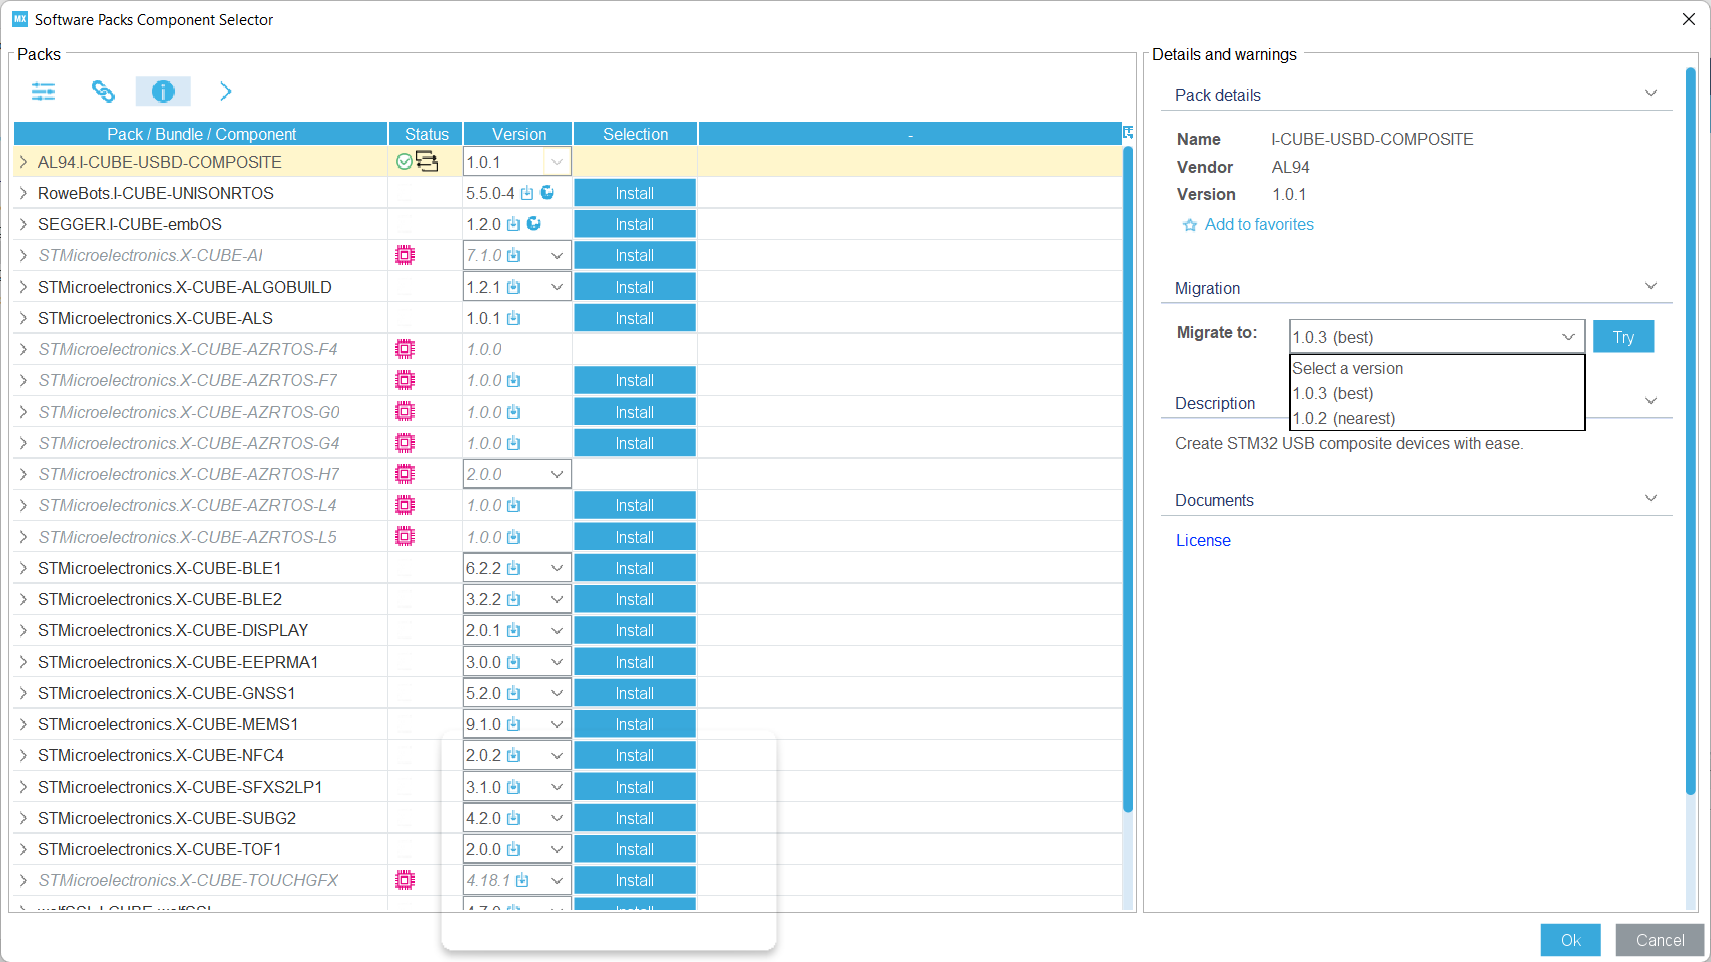 MX Software Packs Component Selector
Packs
Pack / Bundle / Component Status Version Selection -
AL94.I-CUBE-USBD-COMPOSITE 1.0.1
RoweBots.I-CUBE-UNISONRTOS 5.5.0-4 Install
SEGGER.I-CUBE-embOS 1.2.0 Install
STMicroelectronics.X-CUBE-AI 7.1.0 Install
STMicroelectronics.X-CUBE-ALGOBUILD 1.2.1 Install
STMicroelectronics.X-CUBE-ALS 1.0.1 Install
STMicroelectronics.X-CUBE-AZRTOS-F4 1.0.0
STMicroelectronics.X-CUBE-AZRTOS-F7 1.0.0 Install
STMicroelectronics.X-CUBE-AZRTOS-G0 1.0.0 Install
STMicroelectronics.X-CUBE-AZRTOS-G4 1.0.0 Install
STMicroelectronics.X-CUBE-AZRTOS-H7 2.0.0
STMicroelectronics.X-CUBE-AZRTOS-L4 1.0.0 Install
STMicroelectronics.X-CUBE-AZRTOS-L5 1.0.0 Install
STMicroelectronics.X-CUBE-BLE1 6.2.2 Install
STMicroelectronics.X-CUBE-BLE2 3.2.2 Install
STMicroelectronics.X-CUBE-DISPLAY 2.0.1 Install
STMicroelectronics.X-CUBE-EEPRMA1 3.0.0 Install
STMicroelectronics.X-CUBE-GNSS1 5.2.0 Install
STMicroelectronics.X-CUBE-MEMS1 9.1.0 Install
STMicroelectronics.X-CUBE-NFC4 2.0.2 Install
STMicroelectronics.X-CUBE-SFXS2LP1 3.1.0 Install
STMicroelectronics.X-CUBE-SUBG2 4.2.0 Install
STMicroelectronics.X-CUBE-TOF1 2.0.0 Install
STMicroelectronics.X-CUBE-TOUCHGFX 4.18.1 Install
wolfSSL.I-CUBE-wolfSSL 4.7.0 Install
Details and warnings
Pack details
Name I-CUBE-USBD-COMPOSITE
Vendor AL94
Version 1.0.1
Add to favorites
Migration
Migrate to: 1.0.3 (best) Try
Select a version
1.0.3 (best)
1.0.2 (nearest)
Description
Create STM32 USB composite devices with ease.
Documents
License
Ok Cancel